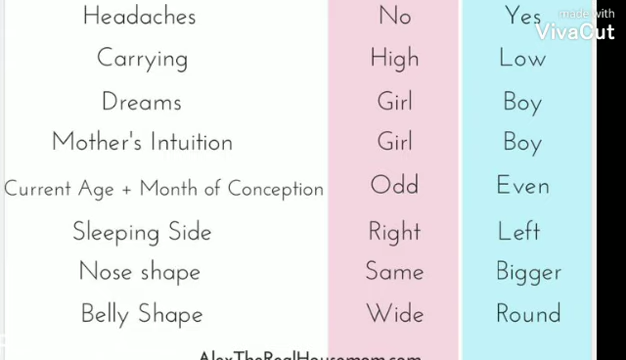 Headaches No Yes
made with
VivaCut
Carrying High Low
Dreams Girl Boy
Mother's Intuition Girl Boy
Current Age + Month of Conception Odd Even
Sleeping Side Right Left
Nose shape Same Bigger
Belly Shape Wide Round
AlexTheRealHousemom.com